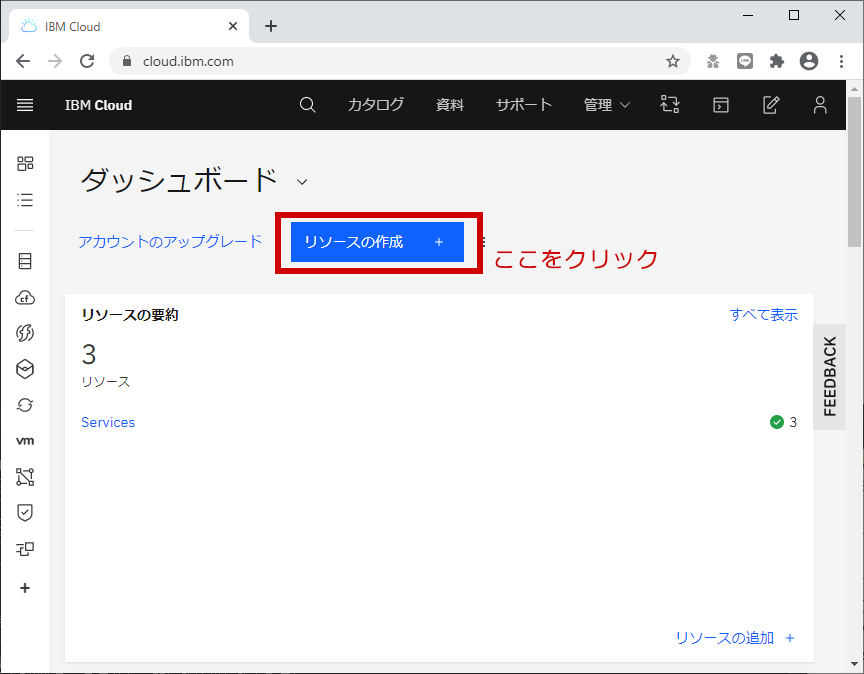 IBM Cloud
cloud.ibm.com
IBM Cloud カタログ 資料 サポート 管理
ダッシュボード
アカウントのアップグレード リソースの作成 +
ここをクリック
リソースの要約 すべて表示
3
リソース
Services 3
FEEDBACK
cf
vm
リソースの追加 +